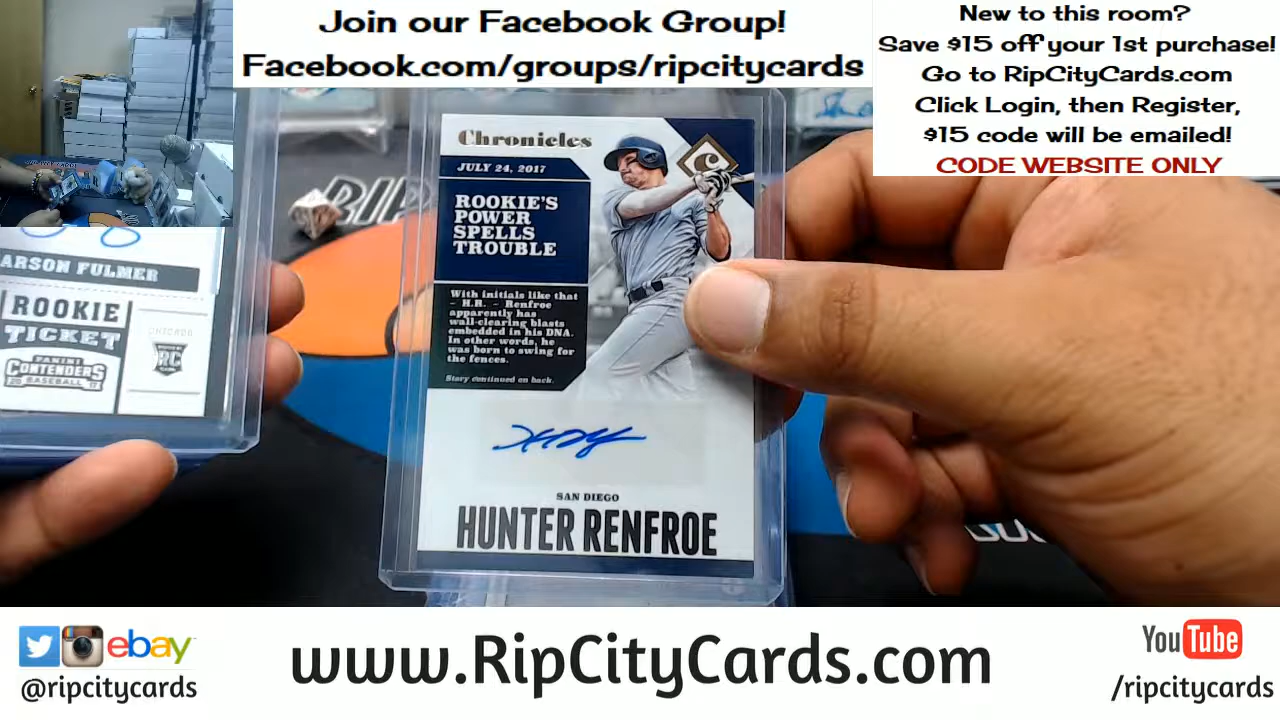 Join our Facebook Group!
Facebook.com/groups/ripcitycards
New to this room?
Save $15 off your 1st purchase!
Go to RipCityCards.com
Click Login, then Register,
$15 code will be emailed!
CODE WEBSITE ONLY
RIP
ARSON FULMER
ROOKIE
TICKET
CHICAGO
RC
PANINI
CONTENDERS
BASEBALL
Chronicles
JULY 24, 2017
C
ROOKIE'S
POWER
SPELLS
TROUBLE
With initials like that
– H.R. – Renfroe
apparently has
wall-clearing blasts
embedded in his DNA.
In other words, he
was born to swing for
the fences.
Story continued on back.
SAN DIEGO
HUNTER RENFROE
ebay
@ripcitycards
www.RipCityCards.com
YouTube
/ripcitycards